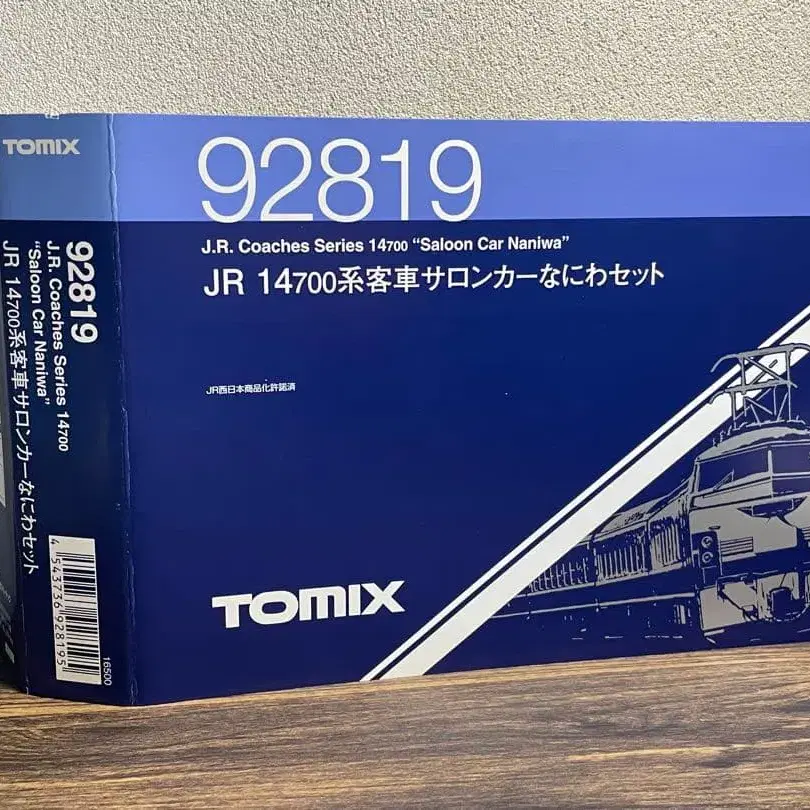 TOMIX
92819
J.R. Coaches Series 14700
"Saloon Car Naniwa"
JR 14700系客車サロンカーなにわセット
4 543736 928195
16500
92819
J.R. Coaches Series 14700 "Saloon Car Naniwa"
JR 14700系客車サロンカーなにわセット
JR西日本商品化許諾済
TOMIX